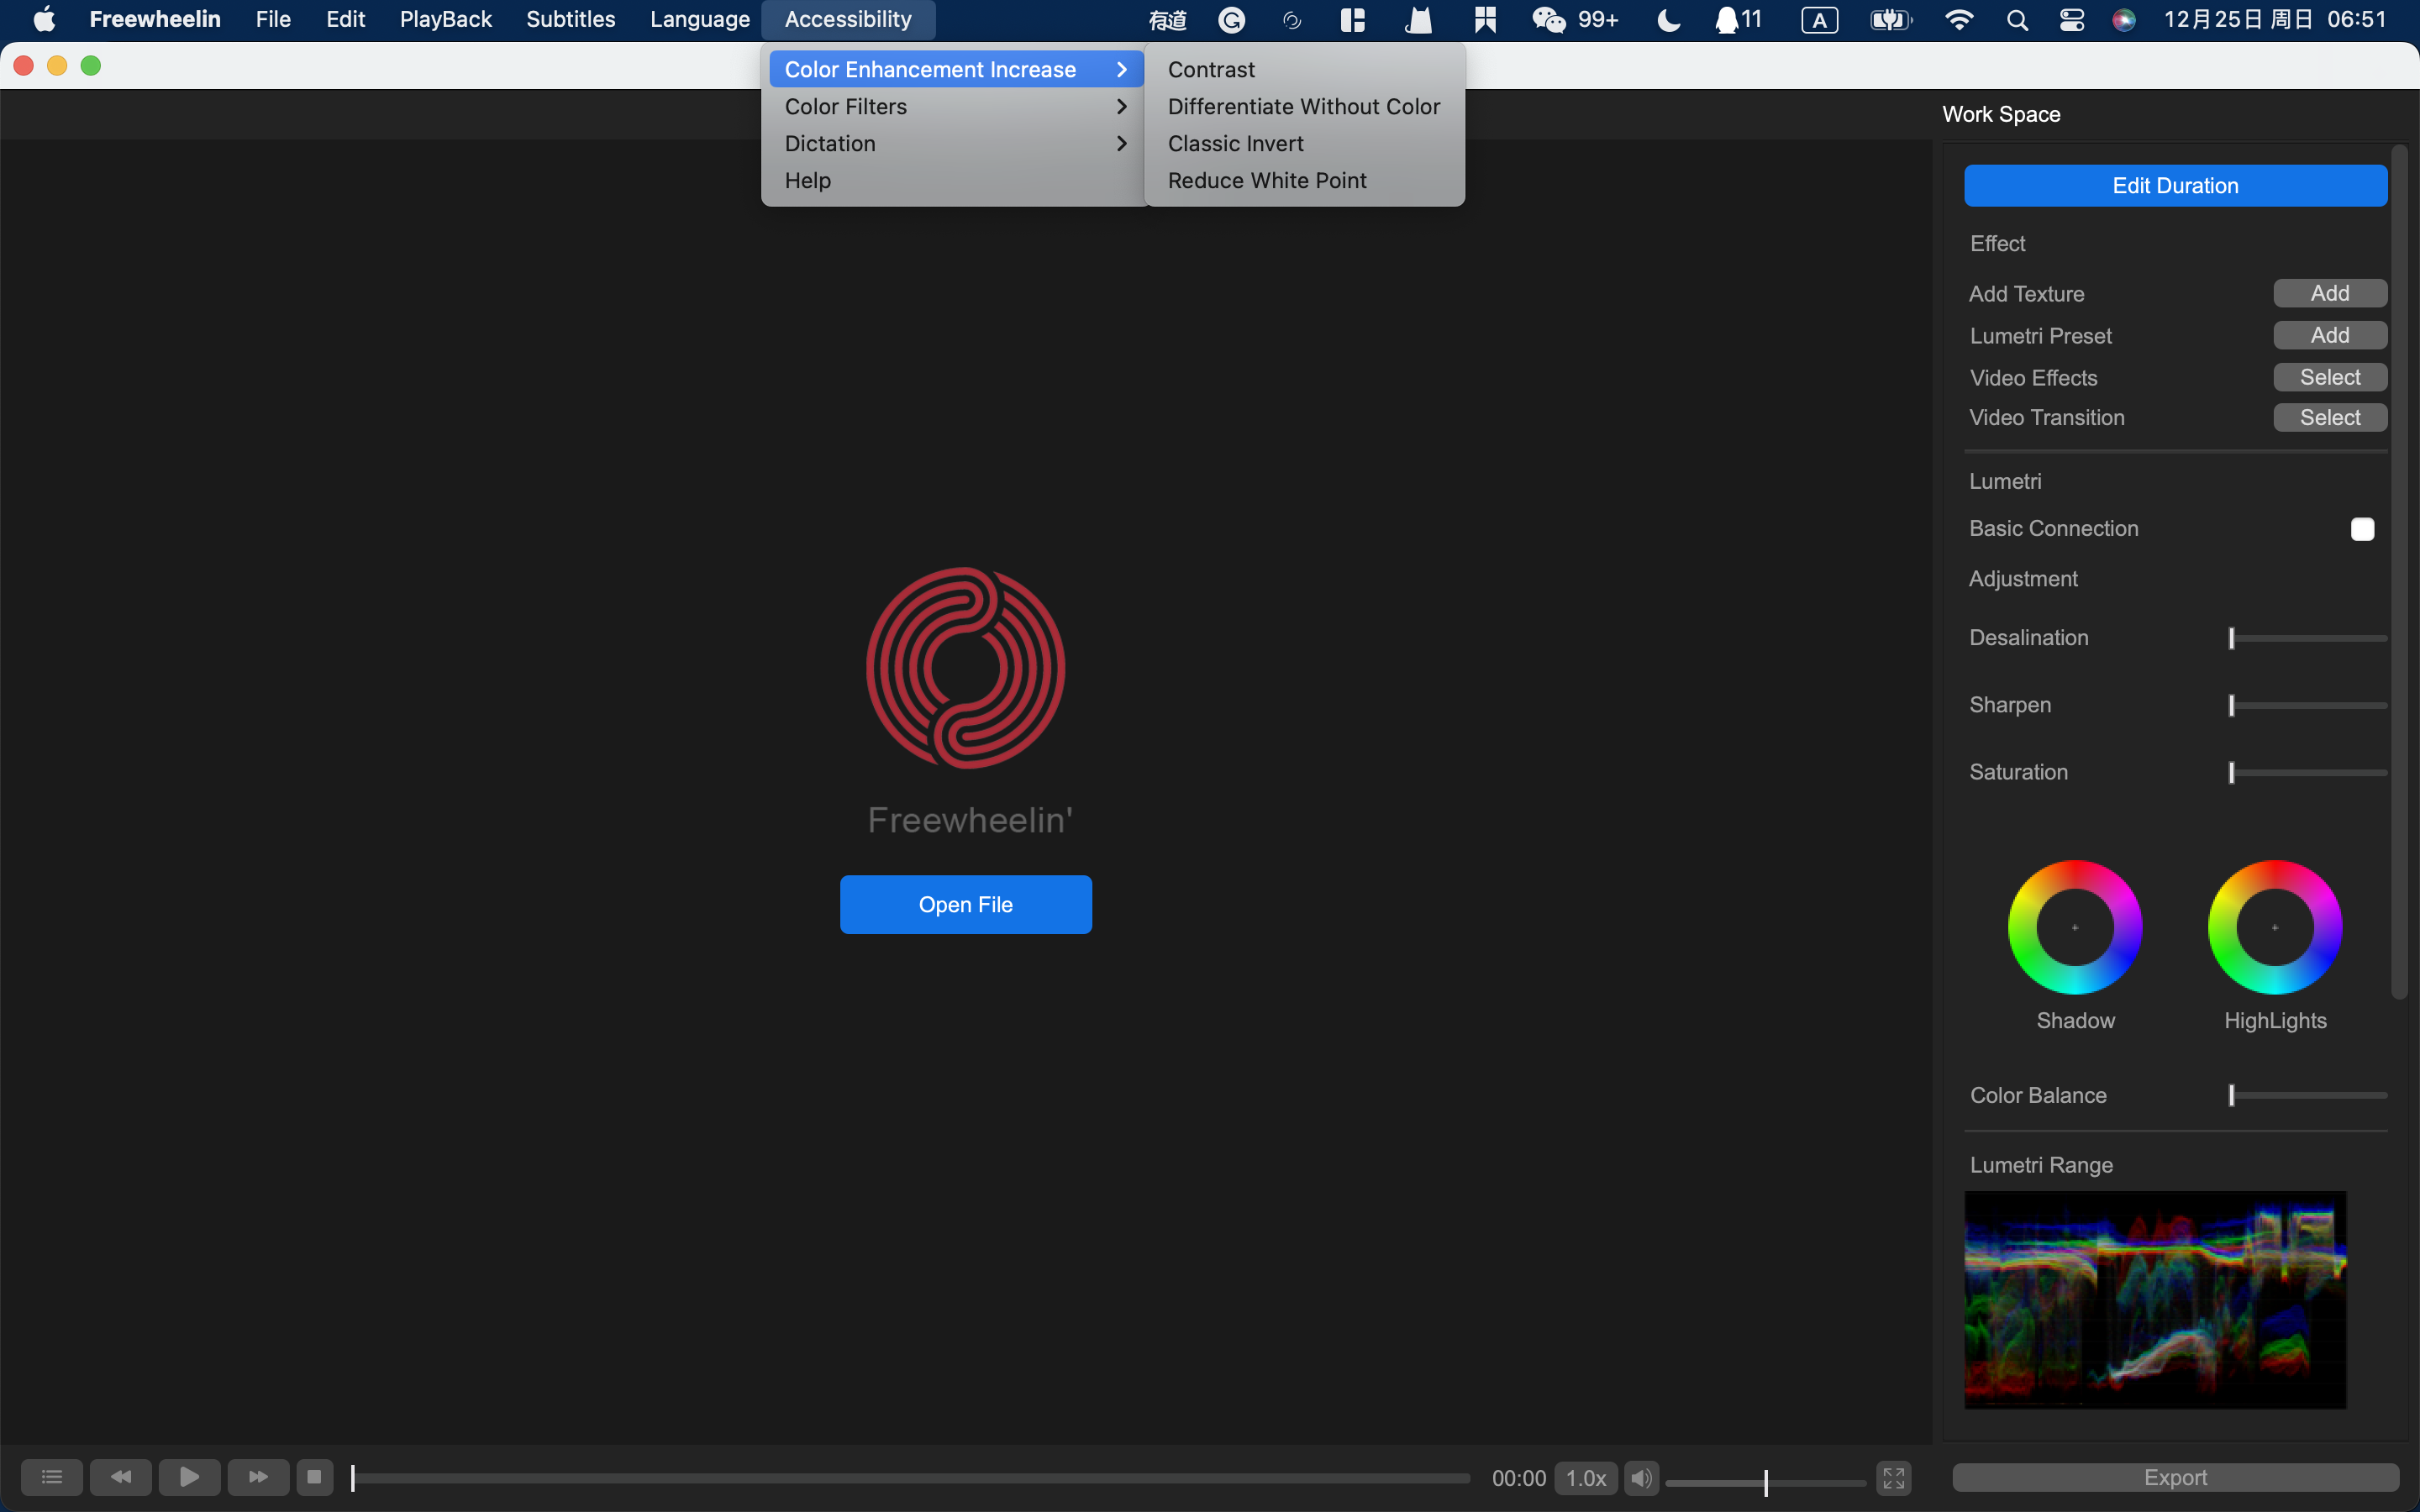 Freewheelin File Edit PlayBack Subtitles Language Accessibility 有道 99+ 11 A 12月25日 周日 06:51
Color Enhancement Increase
Color Filters
Dictation
Help
Contrast
Differentiate Without Color
Classic Invert
Reduce White Point
Freewheelin'
Open File
Work Space
Edit Duration
Effect
Add Texture Add
Lumetri Preset Add
Video Effects Select
Video Transition Select
Lumetri
Basic Connection
Adjustment
Desalination
Sharpen
Saturation
Shadow HighLights
Color Balance
Lumetri Range
00:00 1.0x
Export